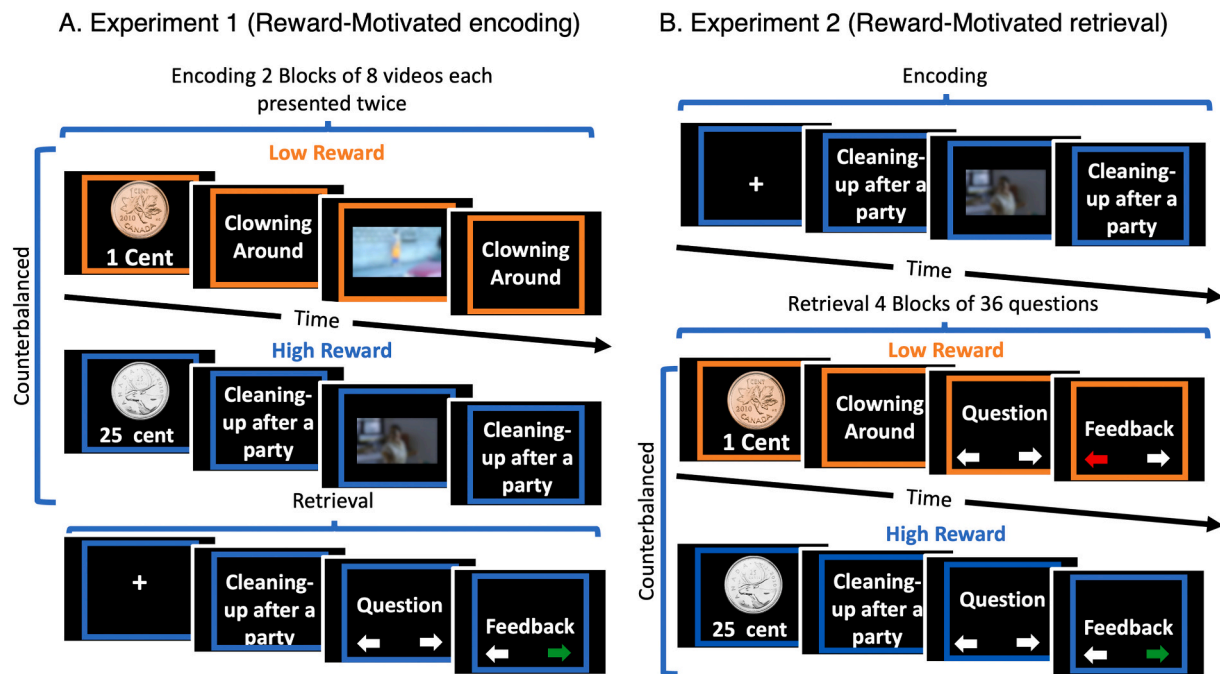 A. Experiment 1 (Reward-Motivated encoding)
Encoding 2 Blocks of 8 videos each
presented twice
Low Reward
Counterbalanced
1 CENT
2010
CANADA
1 Cent
Clowning
Around
Clowning
Around
Time
High Reward
25 cent
Cleaning-
up after a
party
Cleaning-
up after a
party
Retrieval
+
Cleaning-
up after a
party
Question
Feedback
B. Experiment 2 (Reward-Motivated retrieval)
Encoding
+
Cleaning-
up after a
party
Cleaning-
up after a
party
Time
Retrieval 4 Blocks of 36 questions
Low Reward
Counterbalanced
1 CENT
2010
CANADA
1 Cent
Clowning
Around
Question
Feedback
Time
High Reward
25 cent
Cleaning-
up after a
party
Question
Feedback